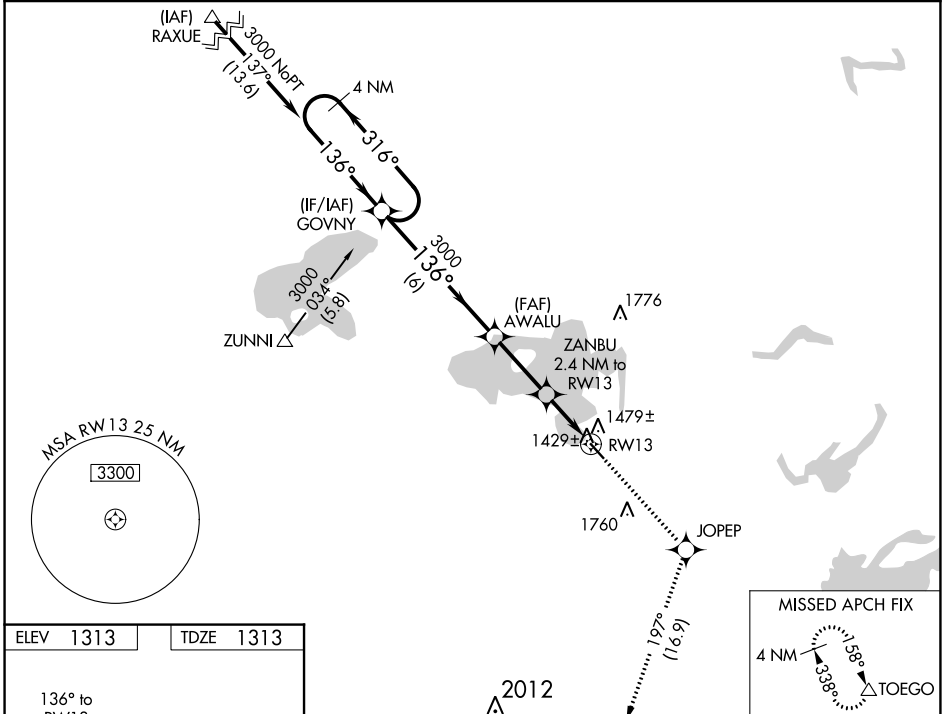 (IAF)
RAXUE
3000 NoPT
137°
(13.6)
4 NM
316°
136°
(IF/IAF)
GOVNY
3000
136°
(6)
3000
034°
(5.8)
ZUNNI
(FAF)
AWALU
1776
ZANBU
2.4 NM to
RW13
1479±
1429±
RW13
MSA RW13 25 NM
3300
1760
JOPEP
197°
(16.9)
MISSED APCH FIX
4 NM
158°
338°
TOEGO
ELEV 1313
TDZE 1313
136° to
2012